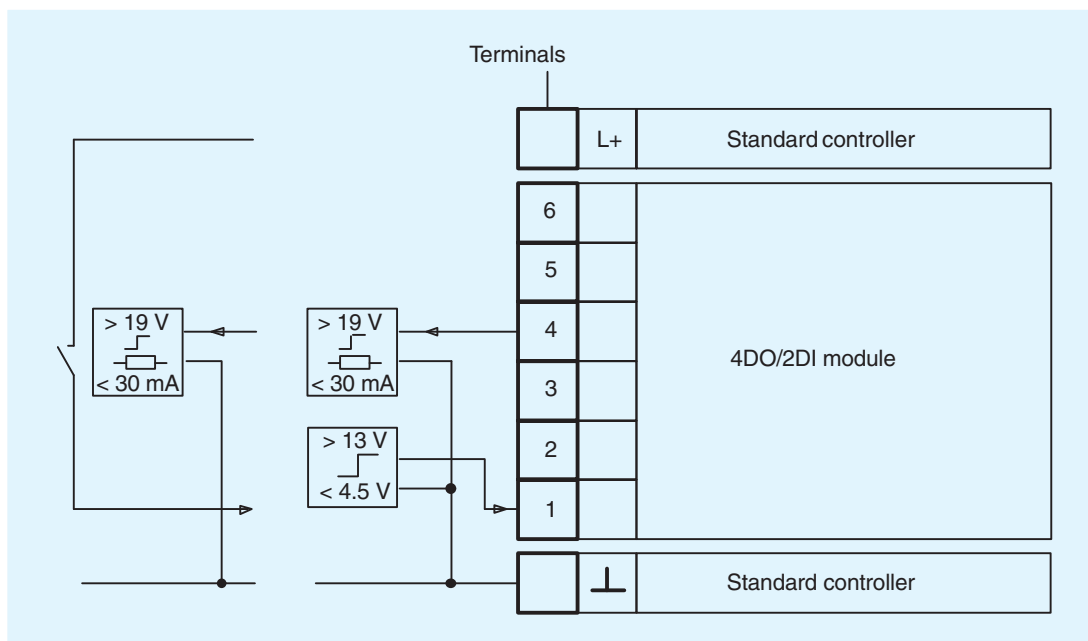 Terminals
L+
Standard controller
6
5
4
3
2
1
4DO/2DI module
> 19 V
< 30 mA
> 19 V
< 30 mA
> 13 V
< 4.5 V
Standard controller